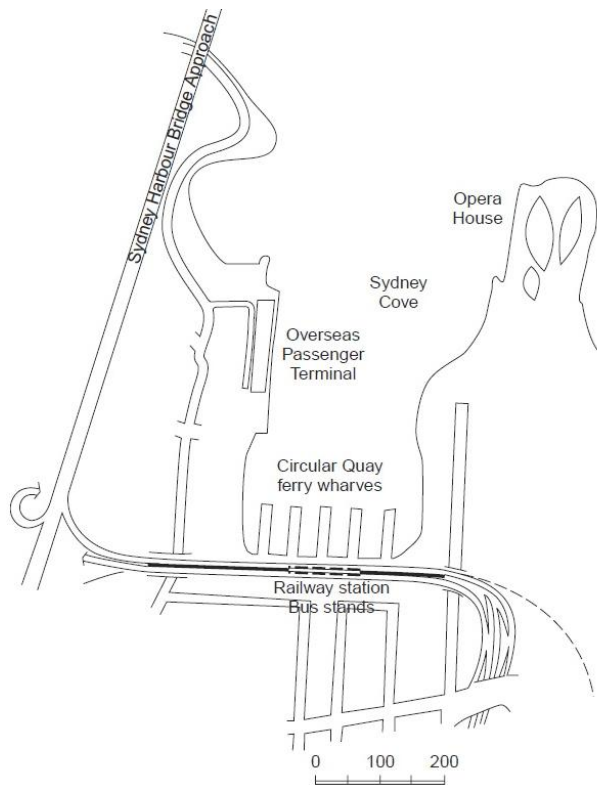 Sydney Harbour Bridge Approach
Opera
House
Sydney
Cove
Overseas
Passenger
Terminal
Circular Quay
ferry wharves
Railway station
Bus stands
0 100 200